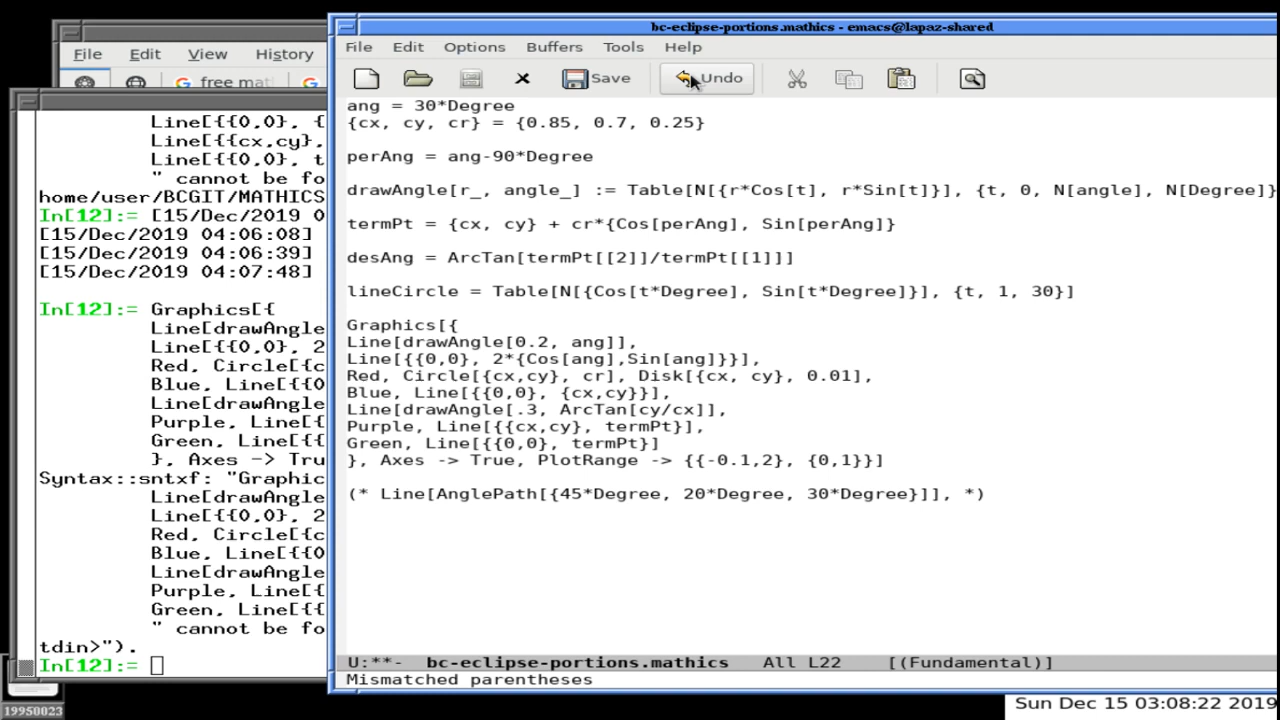 File Edit View History
free mat
Line[{{0,0}, {
Line[{{cx,cy},
Line[{{0,0}, t
" cannot be fo
home/user/BCGIT/MATHICS
In[12]:= [15/Dec/2019 0
[15/Dec/2019 04:06:08]
[15/Dec/2019 04:06:39]
[15/Dec/2019 04:07:48]
In[12]:= Graphics[{
Line[drawAngle
Line[{{0,0}, 2
Red, Circle[{c
Blue, Line[{{0
Line[drawAngle
Purple, Line[{
Green, Line[{{
}, Axes -> Tru
Syntax::sntxf: "Graphic
Line[drawAngle
Line[{{0,0}, 2
Red, Circle[{c
Blue, Line[{{0
Line[drawAngle
Purple, Line[{
Green, Line[{{
" cannot be fo
tdin>").
In[12]:=
19950023
bc-eclipse-portions.mathics - emacs@lapaz-shared
File Edit Options Buffers Tools Help
Save Undo
ang = 30*Degree
{cx, cy, cr} = {0.85, 0.7, 0.25}
perAng = ang-90*Degree
drawAngle[r_, angle_] := Table[N[{r*Cos[t], r*Sin[t]}], {t, 0, N[angle], N[Degree]}
termPt = {cx, cy} + cr*{Cos[perAng], Sin[perAng]}
desAng = ArcTan[termPt[[2]]/termPt[[1]]]
lineCircle = Table[N[{Cos[t*Degree], Sin[t*Degree]}], {t, 1, 30}]
Graphics[{
Line[drawAngle[0.2, ang]],
Line[{{0,0}, 2*{Cos[ang],Sin[ang]}}],
Red, Circle[{cx,cy}, cr], Disk[{cx, cy}, 0.01],
Blue, Line[{{0,0}, {cx,cy}}],
Line[drawAngle[.3, ArcTan[cy/cx]],
Purple, Line[{{cx,cy}, termPt}],
Green, Line[{{0,0}, termPt}]
}, Axes -> True, PlotRange -> {{-0.1,2}, {0,1}}]
(* Line[AnglePath[{45*Degree, 20*Degree, 30*Degree}]], *)
U:**- bc-eclipse-portions.mathics All L22 [(Fundamental)]
Mismatched parentheses
Sun Dec 15 03:08:22 2019